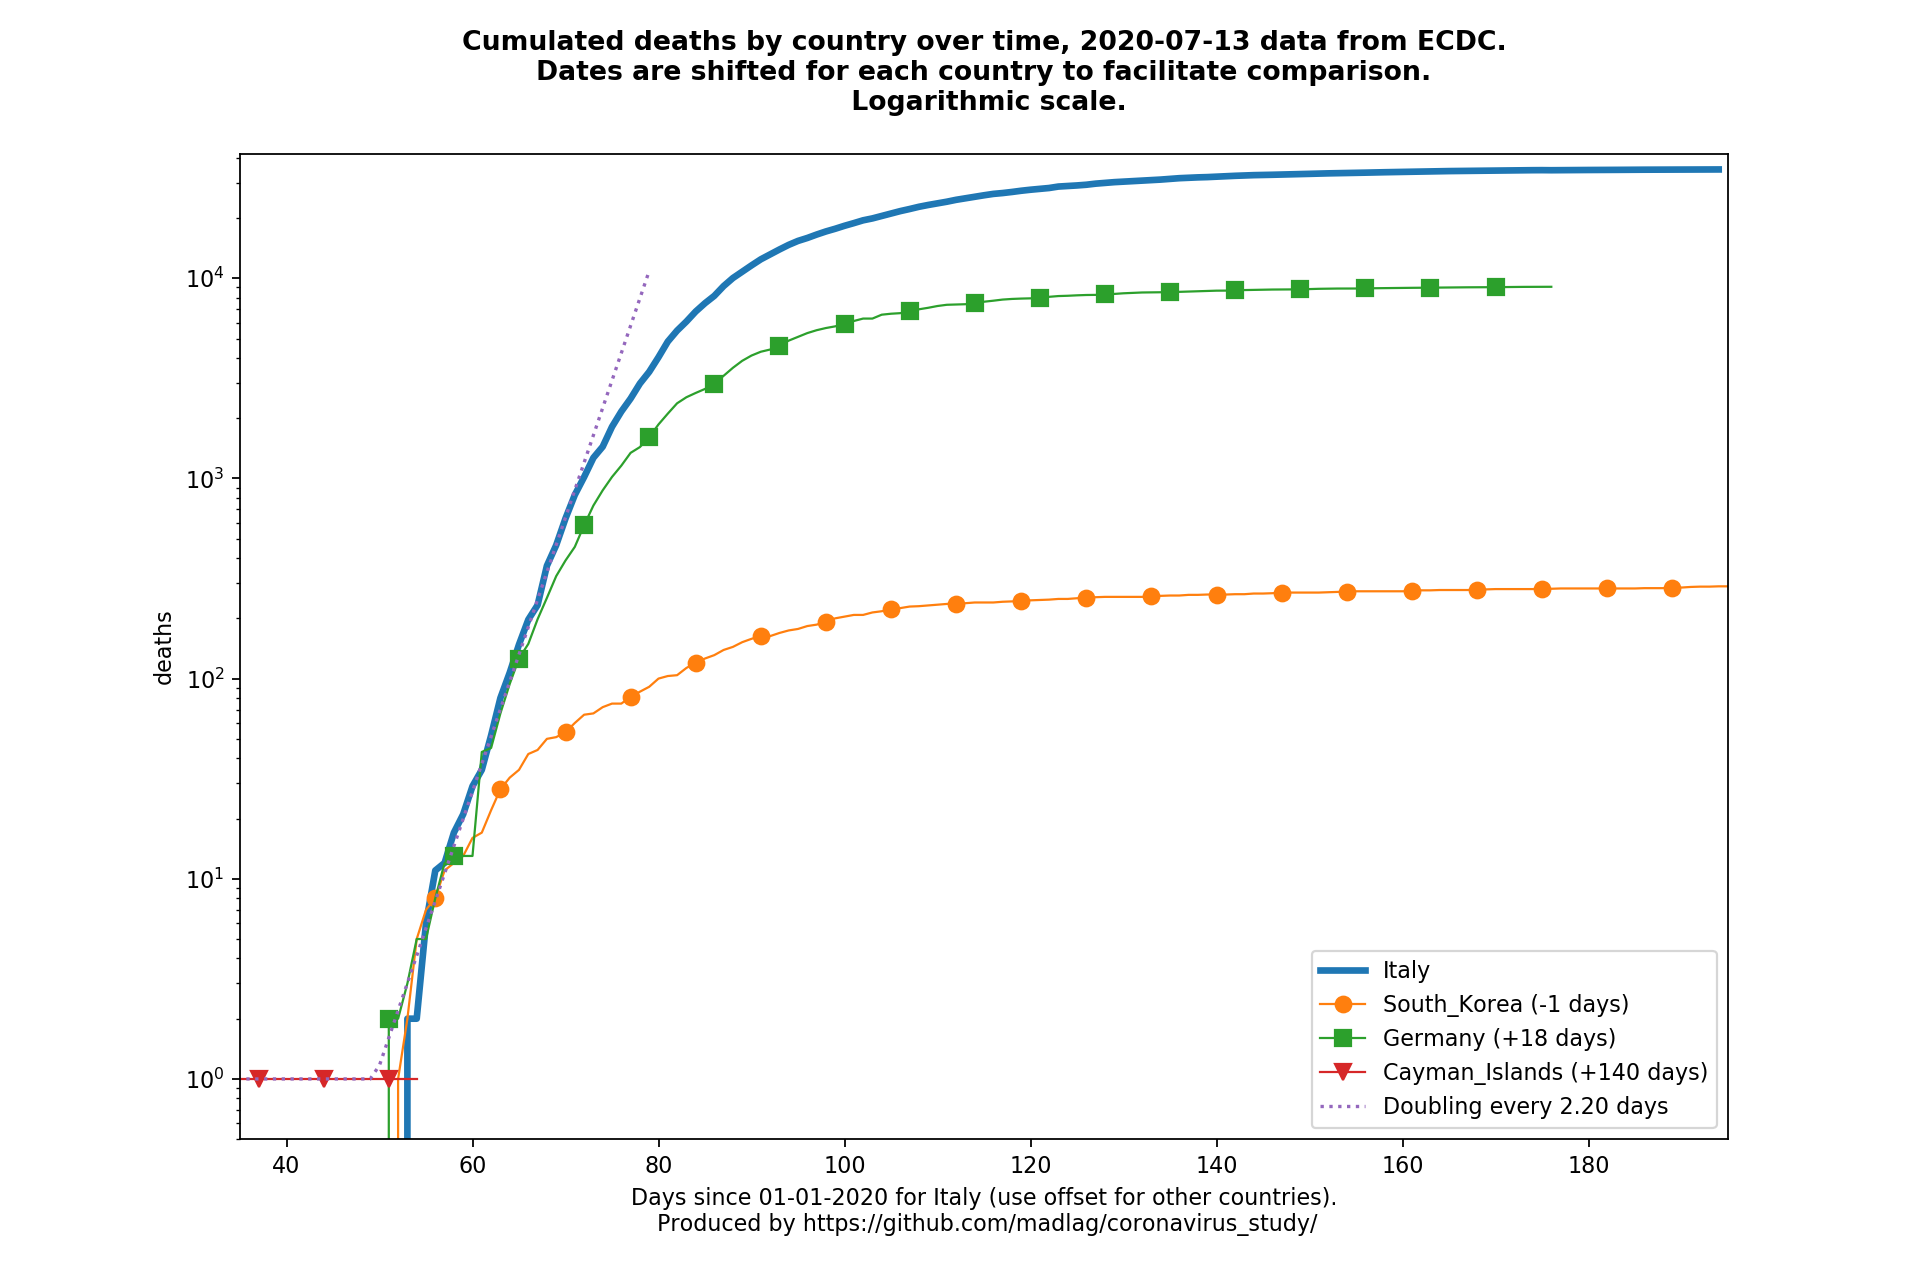 Cumulated deaths by country over time, 2020-07-13 data from ECDC.
Dates are shifted for each country to facilitate comparison.
Logarithmic scale.
10^4
10^3
10^2
10^1
10^0
deaths
Italy
South_Korea (-1 days)
Germany (+18 days)
Cayman_Islands (+140 days)
Doubling every 2.20 days
40 60 80 100 120 140 160 180
Days since 01-01-2020 for Italy (use offset for other countries).
Produced by https://github.com/madlag/coronavirus_study/